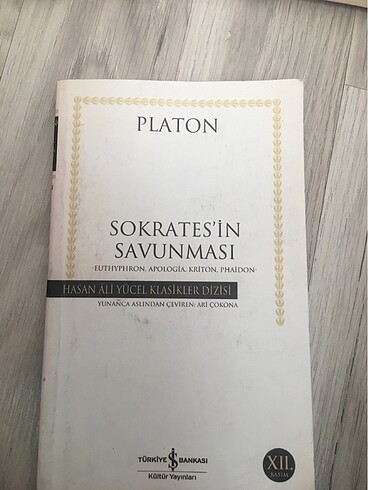 PLATON
SOKRATES'İN
SAVUNMASI
-EUTHYPHRON, APOLOGİA, KRİTON, PHAİDON-
HASAN ÂLİ YÜCEL KLASİKLER DİZİSİ
YUNANCA ASLINDAN ÇEVİREN: ARİ ÇOKONA
TÜRKİYE İŞ BANKASI
Kültür Yayınları
XII.
BASIM